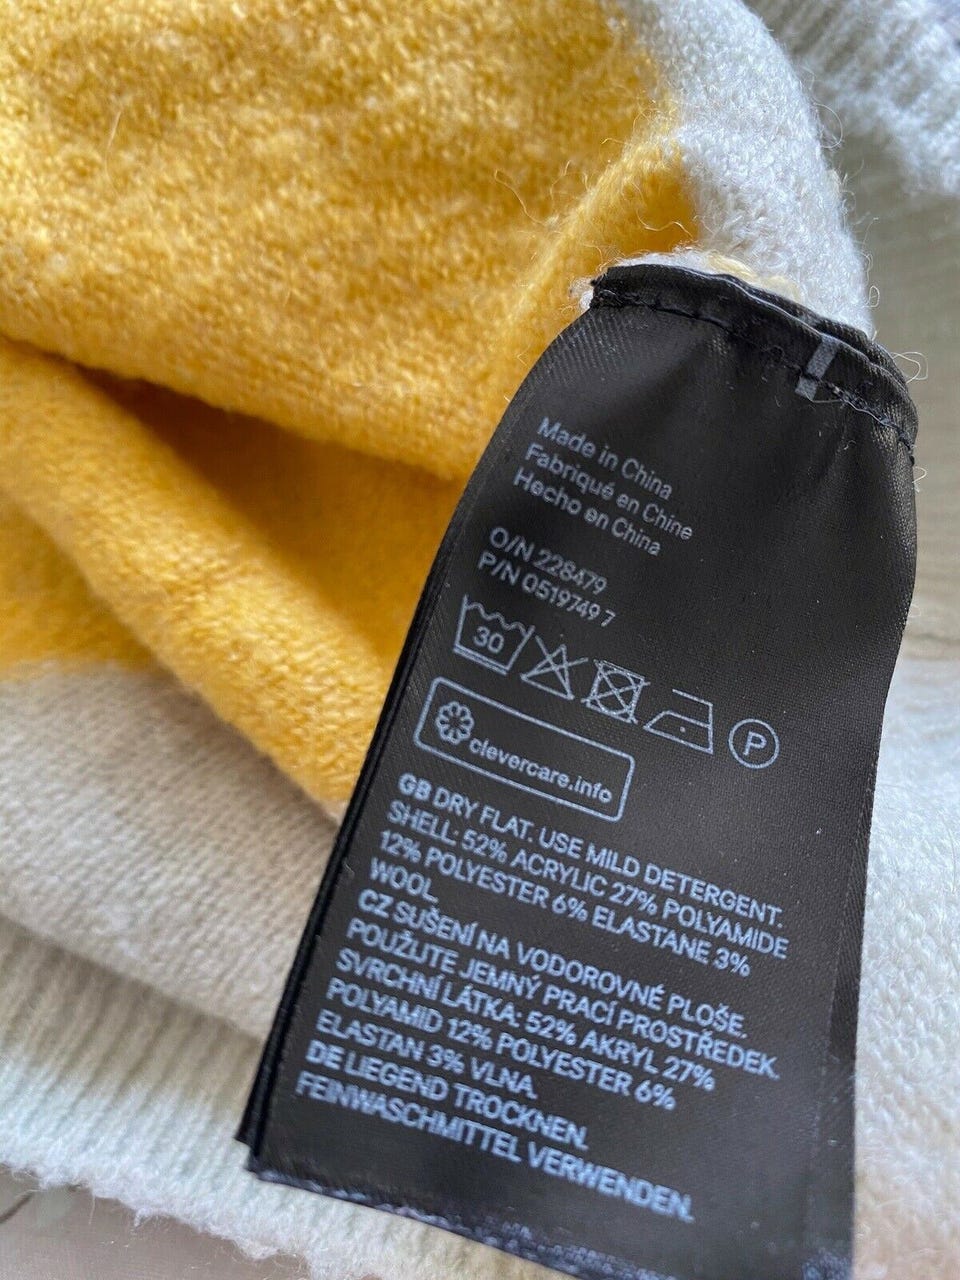 Made in China
Fabriqué en Chine
Hecho en China
O/N 228479
P/N 0519749 7
30
P
clevercare.info
GB DRY FLAT. USE MILD DETERGENT.
SHELL: 52% ACRYLIC 27% POLYAMIDE
12% POLYESTER 6% ELASTANE 3%
WOOL
CZ SUŠENÍ NA VODOROVNÉ PLOŠE.
POUŽIJTE JEMNÝ PRACÍ PROSTŘEDEK.
SVRCHNÍ LÁTKA: 52% AKRYL 27%
POLYAMID 12% POLYESTER 6%
ELASTAN 3% VLNA.
DE LIEGEND TROCKNEN.
FEINWASCHMITTEL VERWENDEN.